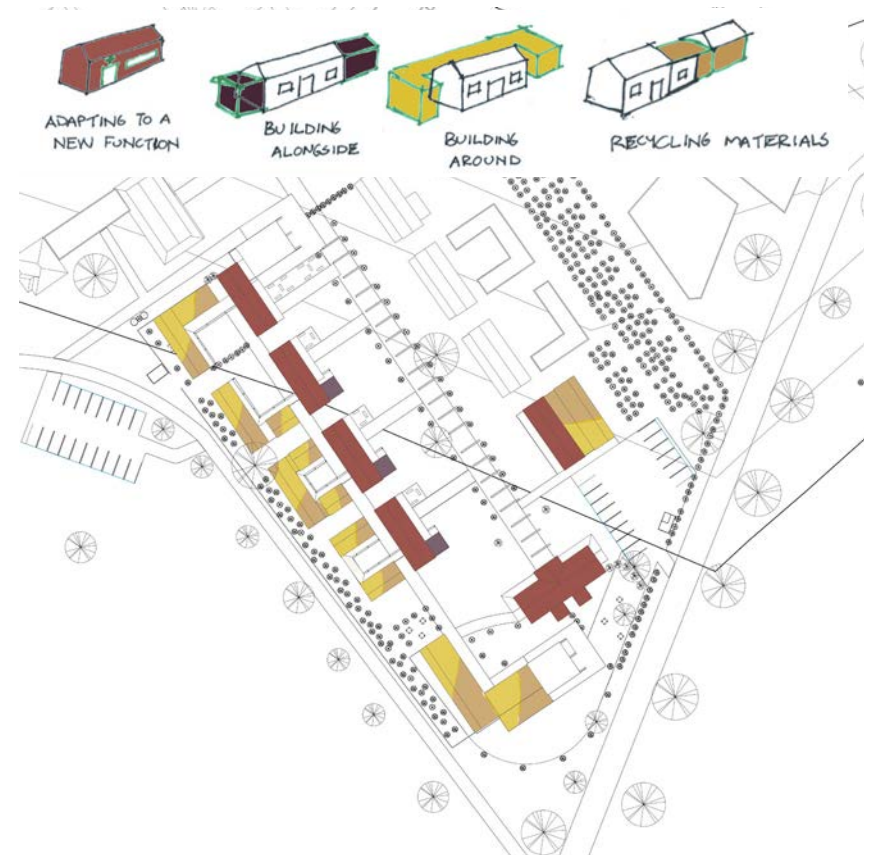 ADAPTING TO A
NEW FUNCTION
BUILDING
ALONGSIDE
BUILDING
AROUND
RECYCLING MATERIALS